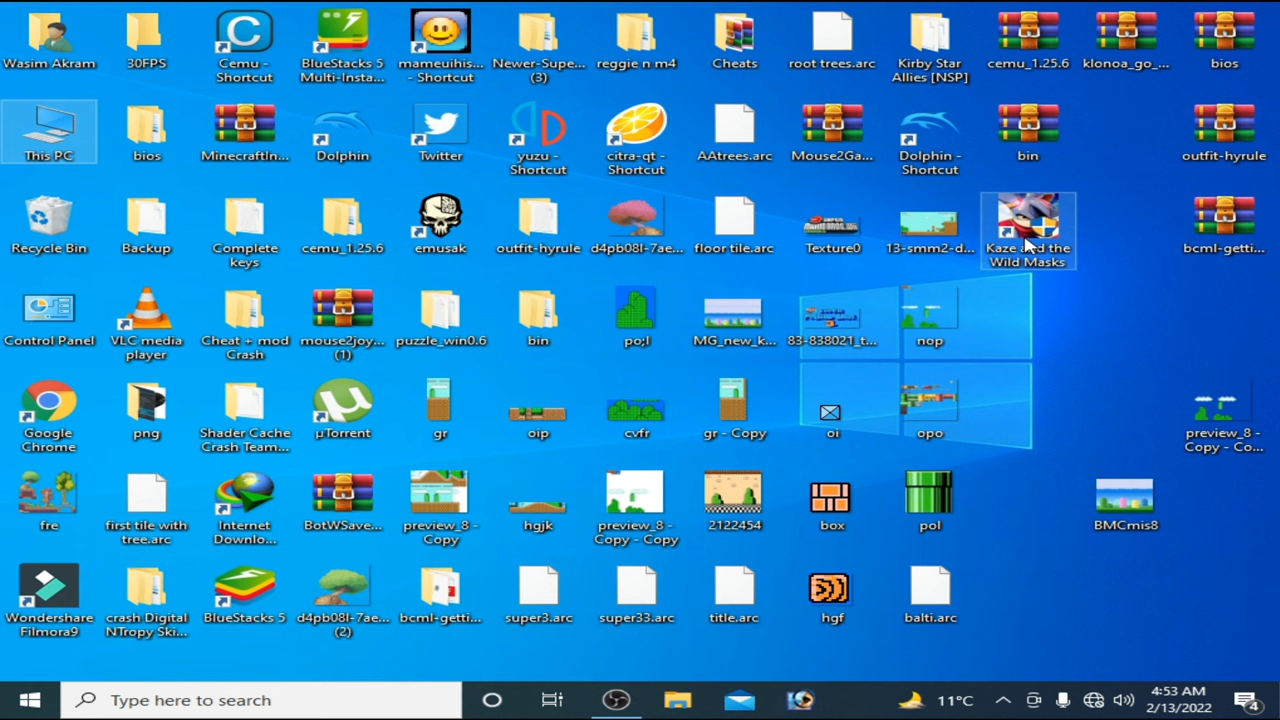 Wasim Akram
30FPS
Cemu -
Shortcut
BlueStacks 5
Multi-Insta...
mameuihis...
- Shortcut
Newer-Supe...
(3)
reggie n m4
Cheats
root trees.arc
Kirby Star
Allies [NSP]
cemu_1.25.6
klonoa_go_...
bios
This PC
bios
MinecraftIn...
Dolphin
Twitter
yuzu -
Shortcut
citra-qt -
Shortcut
AAtrees.arc
Mouse2Ga...
Dolphin -
Shortcut
bin
outfit-hyrule
Recycle Bin
Backup
Complete
keys
cemu_1.25.6
emusak
outfit-hyrule
d4pb08l-7ae...
floor tile.arc
Texture0
13-smm2-d...
Kaze and the
Wild Masks
bcml-getti...
Control Panel
VLC media
player
Cheat + mod
Crash
mouse2joy...
(1)
puzzle_win0.6
bin
po;l
MG_new_k...
83-838021_t...
nop
Google
Chrome
png
Shader Cache
Crash Team...
µTorrent
gr
oip
cvfr
gr - Copy
oi
opo
preview_8 -
Copy - Co...
fre
first tile with
tree.arc
Internet
Downlo...
BotWSave...
preview_8 -
Copy
hgjk
preview_8 -
Copy - Copy
2122454
box
pol
BMCmis8
Wondershare
Filmora9
crash Digital
NTropy Ski...
BlueStacks 5
d4pb08l-7ae...
(2)
bcml-getti...
super3.arc
super33.arc
title.arc
hgf
balti.arc
Type here to search
11°C
4:53 AM
2/13/2022
4